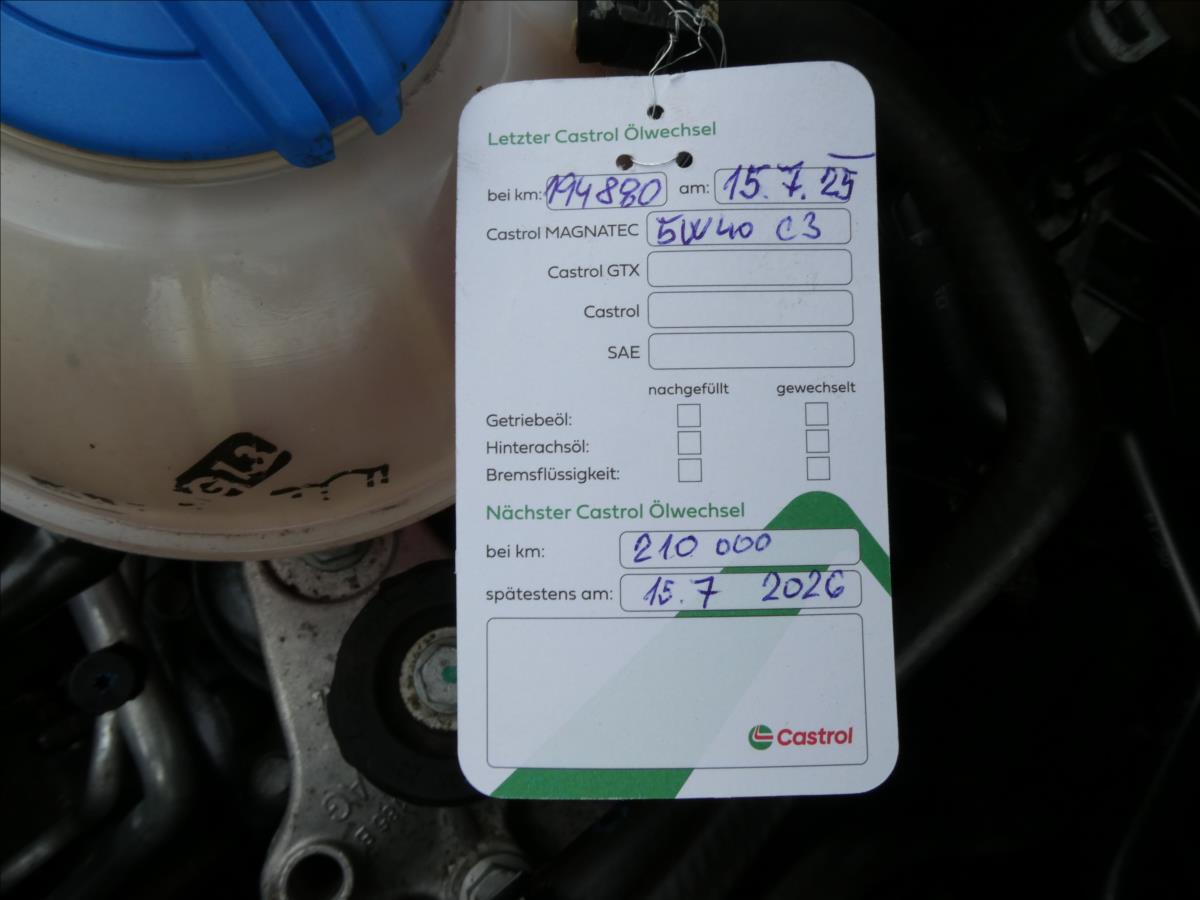 Letzter Castrol Ölwechsel
bei km: 194880 am: 15.7.25
Castrol MAGNATEC 5W40 C3
Castrol GTX
Castrol
SAE
nachgefüllt gewechselt
Getriebeöl:
Hinterachsöl:
Bremsflüssigkeit:
Nächster Castrol Ölwechsel
bei km: 210 000
spätestens am: 15.7 2026
Castrol